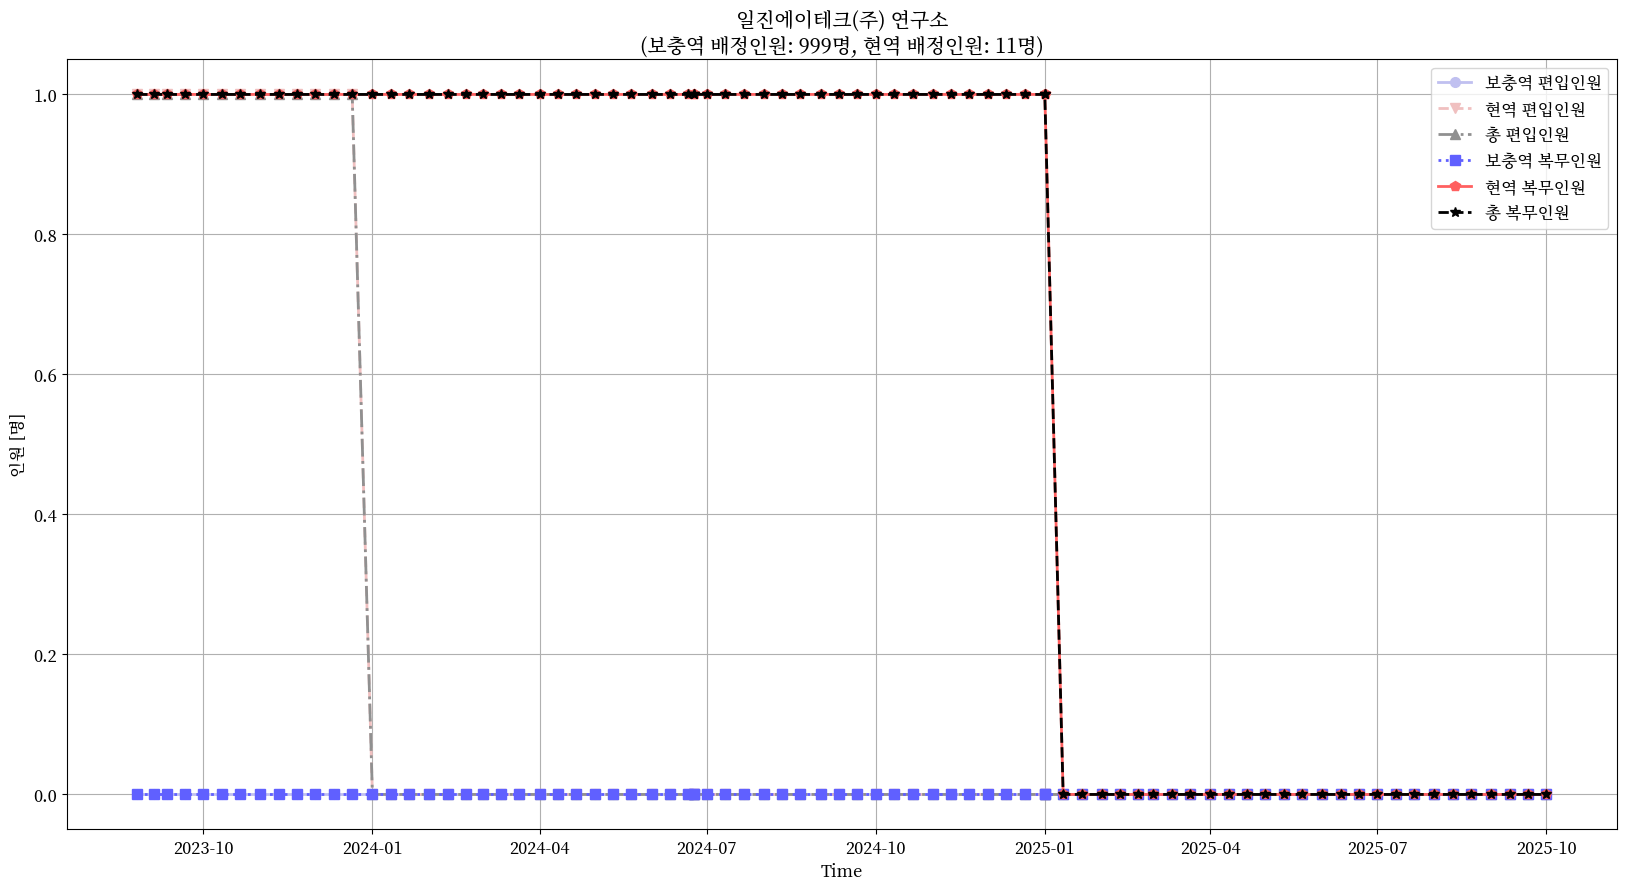 일진에이테크(주) 연구소
(보충역 배정인원: 999명, 현역 배정인원: 11명)
보충역 편입인원
현역 편입인원
총 편입인원
보충역 복무인원
현역 복무인원
총 복무인원
인원 [명]
1.0
0.8
0.6
0.4
0.2
0.0
2023-10
2024-01
2024-04
2024-07
2024-10
2025-01
2025-04
2025-07
2025-10
Time